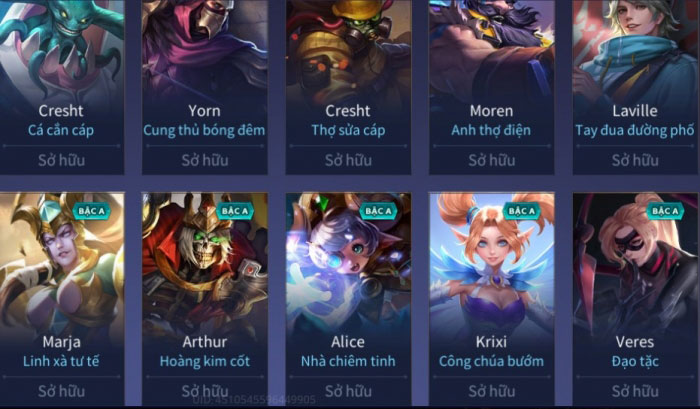 Cresht
Cá cắn cáp
Sở hữu
Yorn
Cung thủ bóng đêm
Sở hữu
Cresht
Thợ sửa cáp
Sở hữu
Moren
Anh thợ điện
Sở hữu
Laville
Tay đua đường phố
Sở hữu
BẬC A
Marja
Linh xà tư tế
Sở hữu
BẬC A
Arthur
Hoàng kim cốt
Sở hữu
BẬC A
Alice
Nhà chiêm tinh
Sở hữu
BẬC A
Krixi
Công chúa bướm
Sở hữu
BẬC A
Veres
Đạo tặc
Sở hữu
UID: 4510545596449905